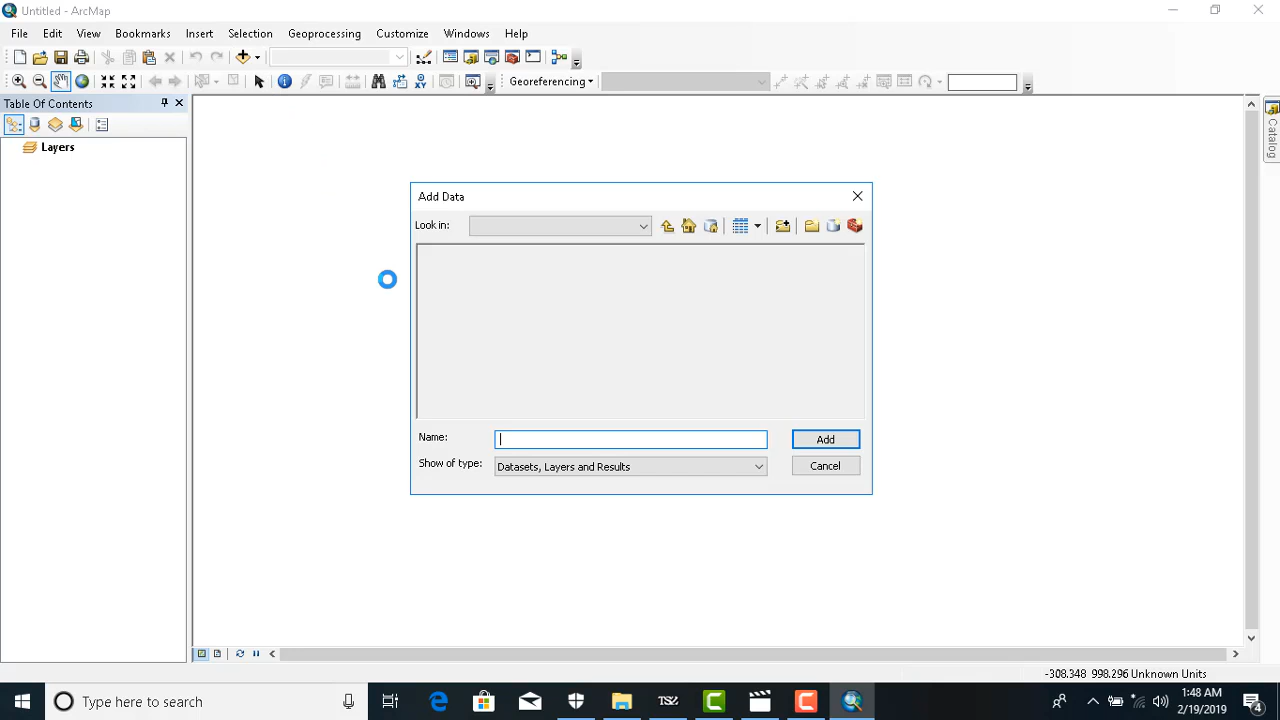 Untitled - ArcMap
File Edit View Bookmarks Insert Selection Geoprocessing Customize Windows Help
Georeferencing
Table Of Contents
Layers
Catalog
Add Data
Look in:
Name:
Add
Show of type: Datasets, Layers and Results
Cancel
-308.348 998.296 Unknown Units
Type here to search
TS2
1:48 AM
2/19/2019
4